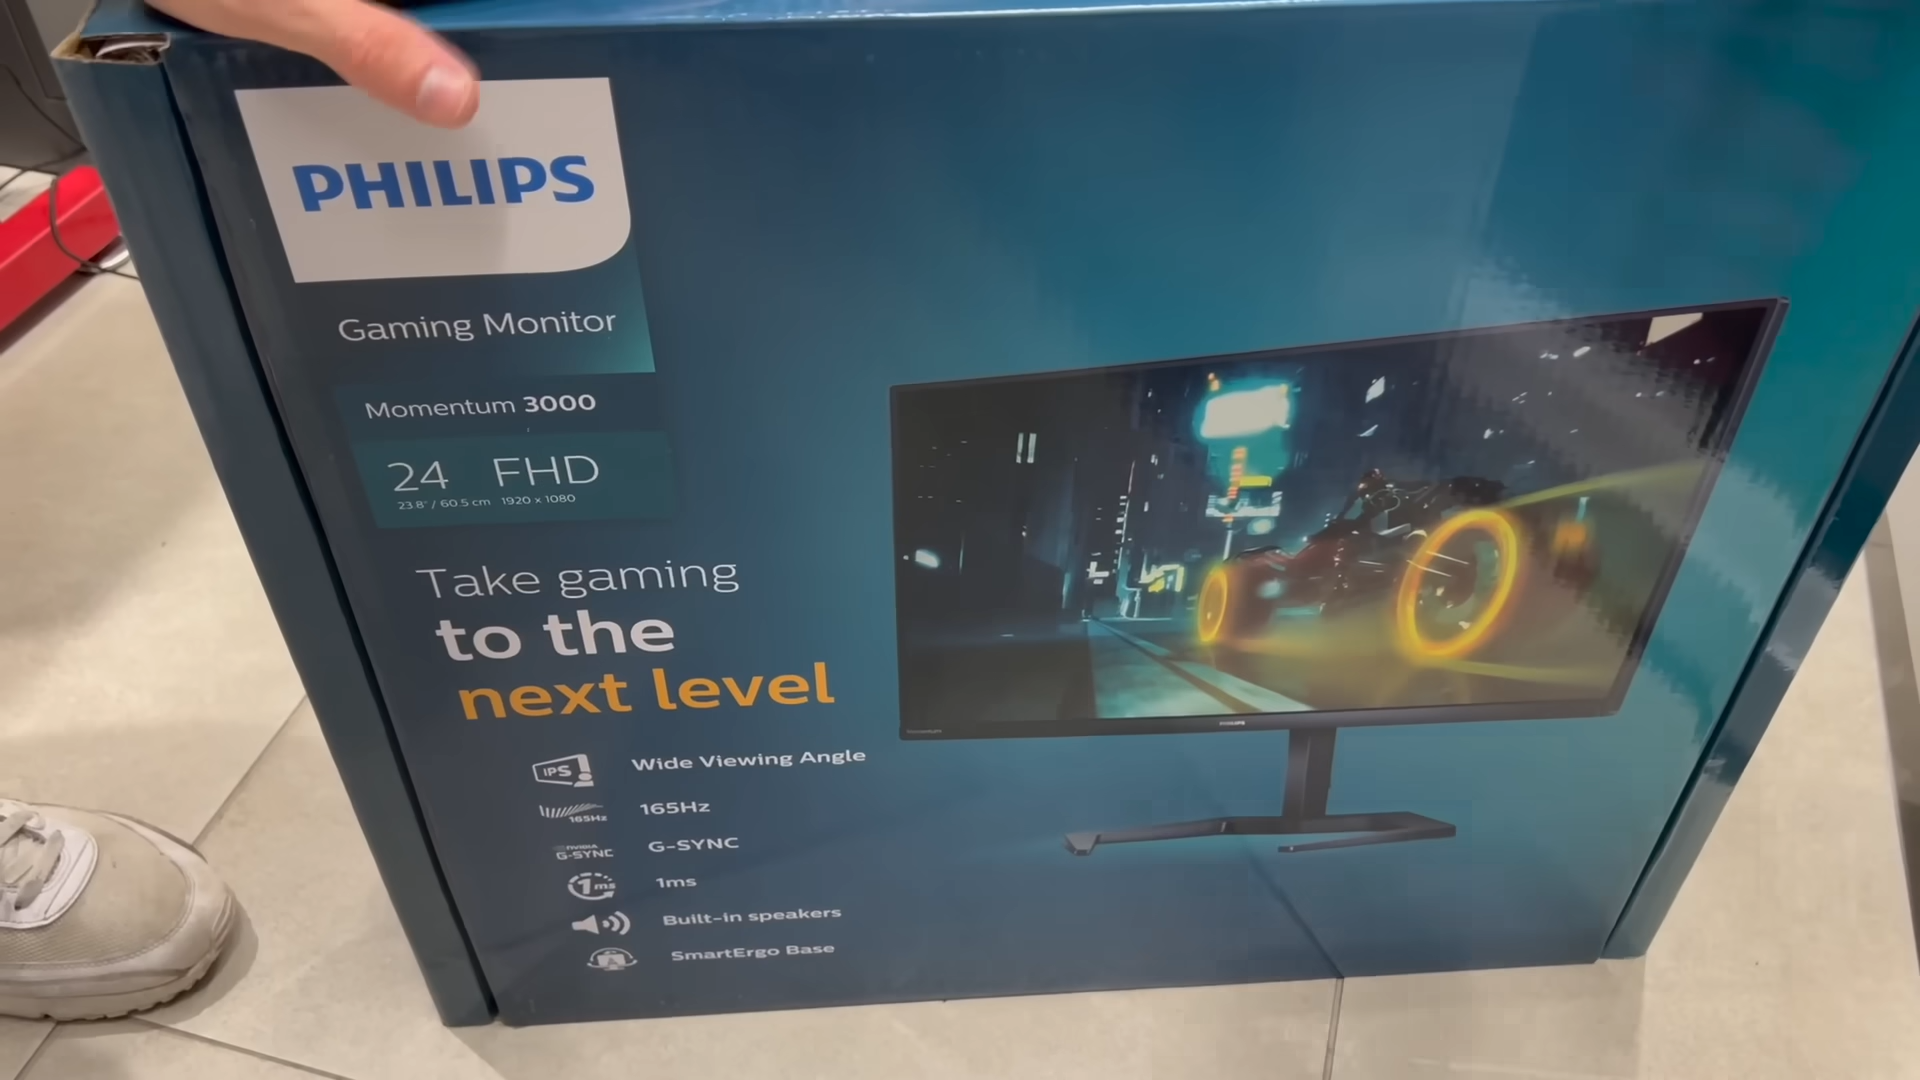 PHILIPS
Gaming Monitor
Momentum 3000
24 FHD
23.8" / 60.5 cm 1920 x 1080
Take gaming
to the
next level
IPS Wide Viewing Angle
165Hz 165Hz
NVIDIA
G-SYNC G-SYNC
1ms 1ms
Built-in speakers
SmartErgo Base
PHILIPS
Momentum